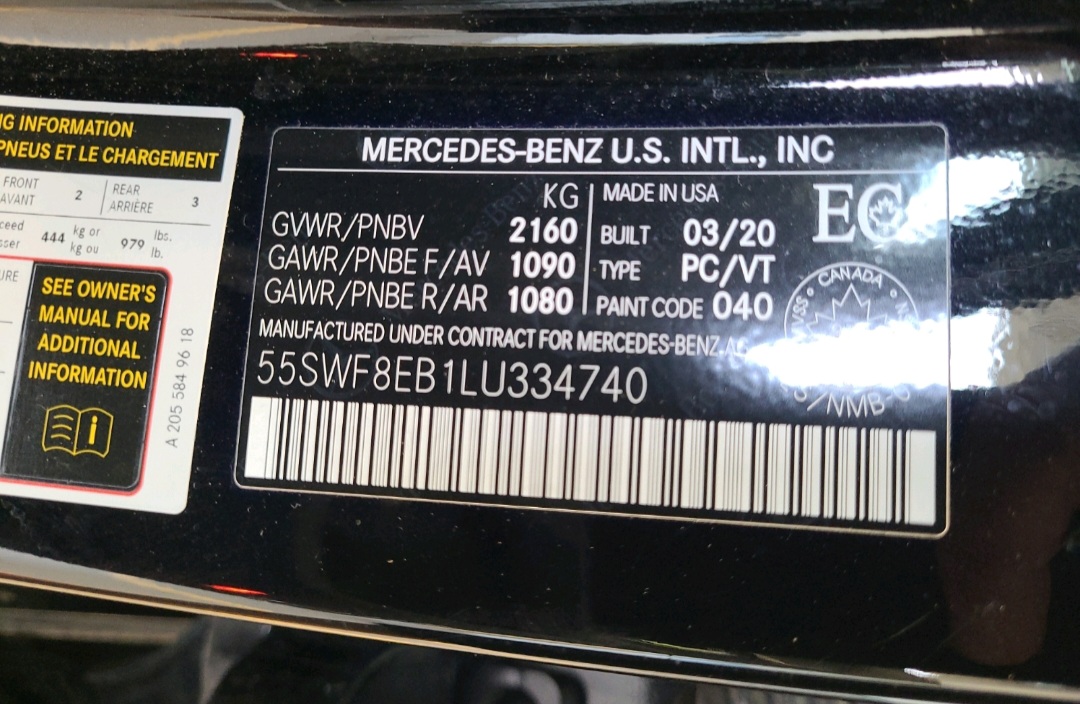 NG INFORMATION
PNEUS ET LE CHARGEMENT
FRONT
AVANT
2
REAR
ARRIÈRE
3
444
kg or
kg ou
979
lbs.
lb.
SEE OWNER'S
MANUAL FOR
ADDITIONAL
INFORMATION
i
A 205 584 96 18
MERCEDES-BENZ U.S. INTL., INC
KG
GVWR/PNBV 2160
GAWR/PNBE F/AV 1090
GAWR/PNBE R/AR 1080
MADE IN USA
BUILT 03/20
TYPE PC/VT
PAINT CODE 040
EC
CANADA
MANUFACTURED UNDER CONTRACT FOR MERCEDES-BENZ AG
55SWF8EB1LU334740